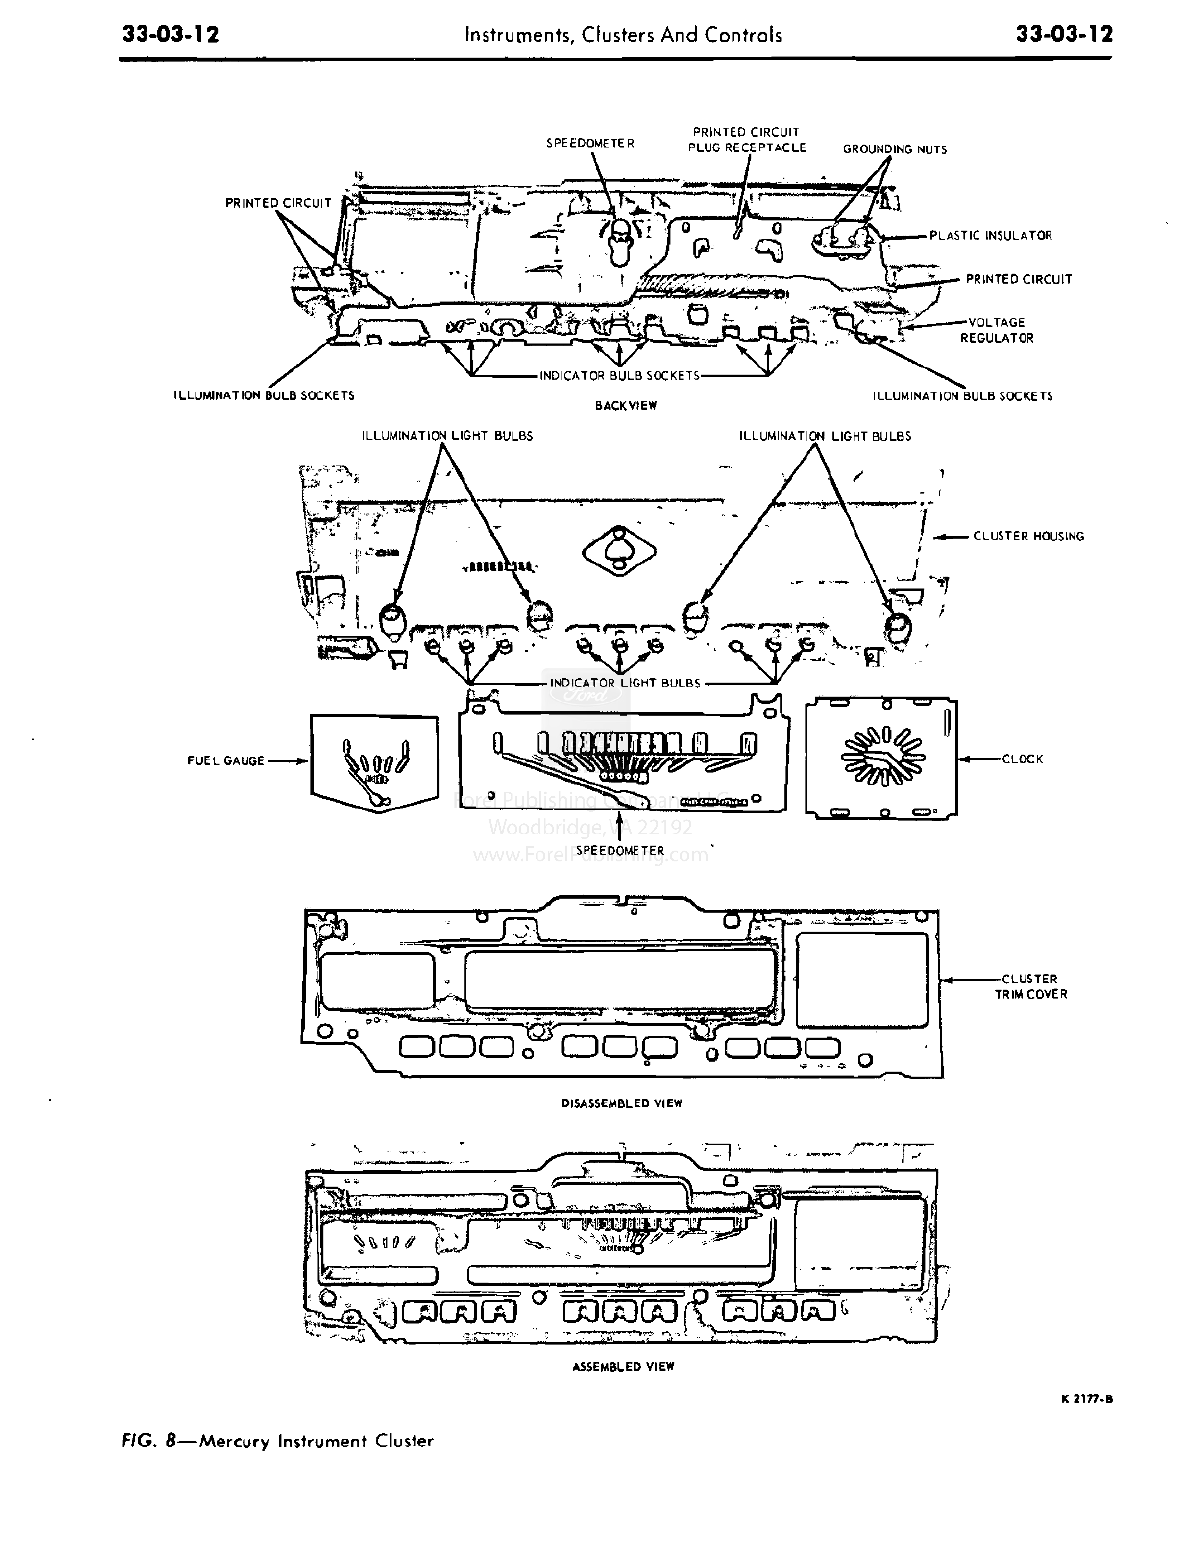 33-03-12
Instruments, Clusters And Controls
33-03-12
SPEEDOMETER
PRINTED CIRCUIT
PLUG RECEPTACLE
GROUNDING NUTS
PRINTED CIRCUIT
PLASTIC INSULATOR
PRINTED CIRCUIT
VOLTAGE
REGULATOR
INDICATOR BULB SOCKETS
ILLUMINATION BULB SOCKETS
ILLUMINATION BULB SOCKETS
BACK VIEW
ILLUMINATION LIGHT BULBS
ILLUMINATION LIGHT BULBS
CLUSTER HOUSING
INDICATOR LIGHT BULBS
Ford
FUEL GAUGE
CLOCK
Forel Publishing Company, LLC
Woodbridge, VA 22192
SPEEDOMETER
www.ForelPublishing.com
CLUSTER
TRIM COVER
DISASSEMBLED VIEW
ASSEMBLED VIEW
K 2177-B
FIG. 8—Mercury Instrument Cluster